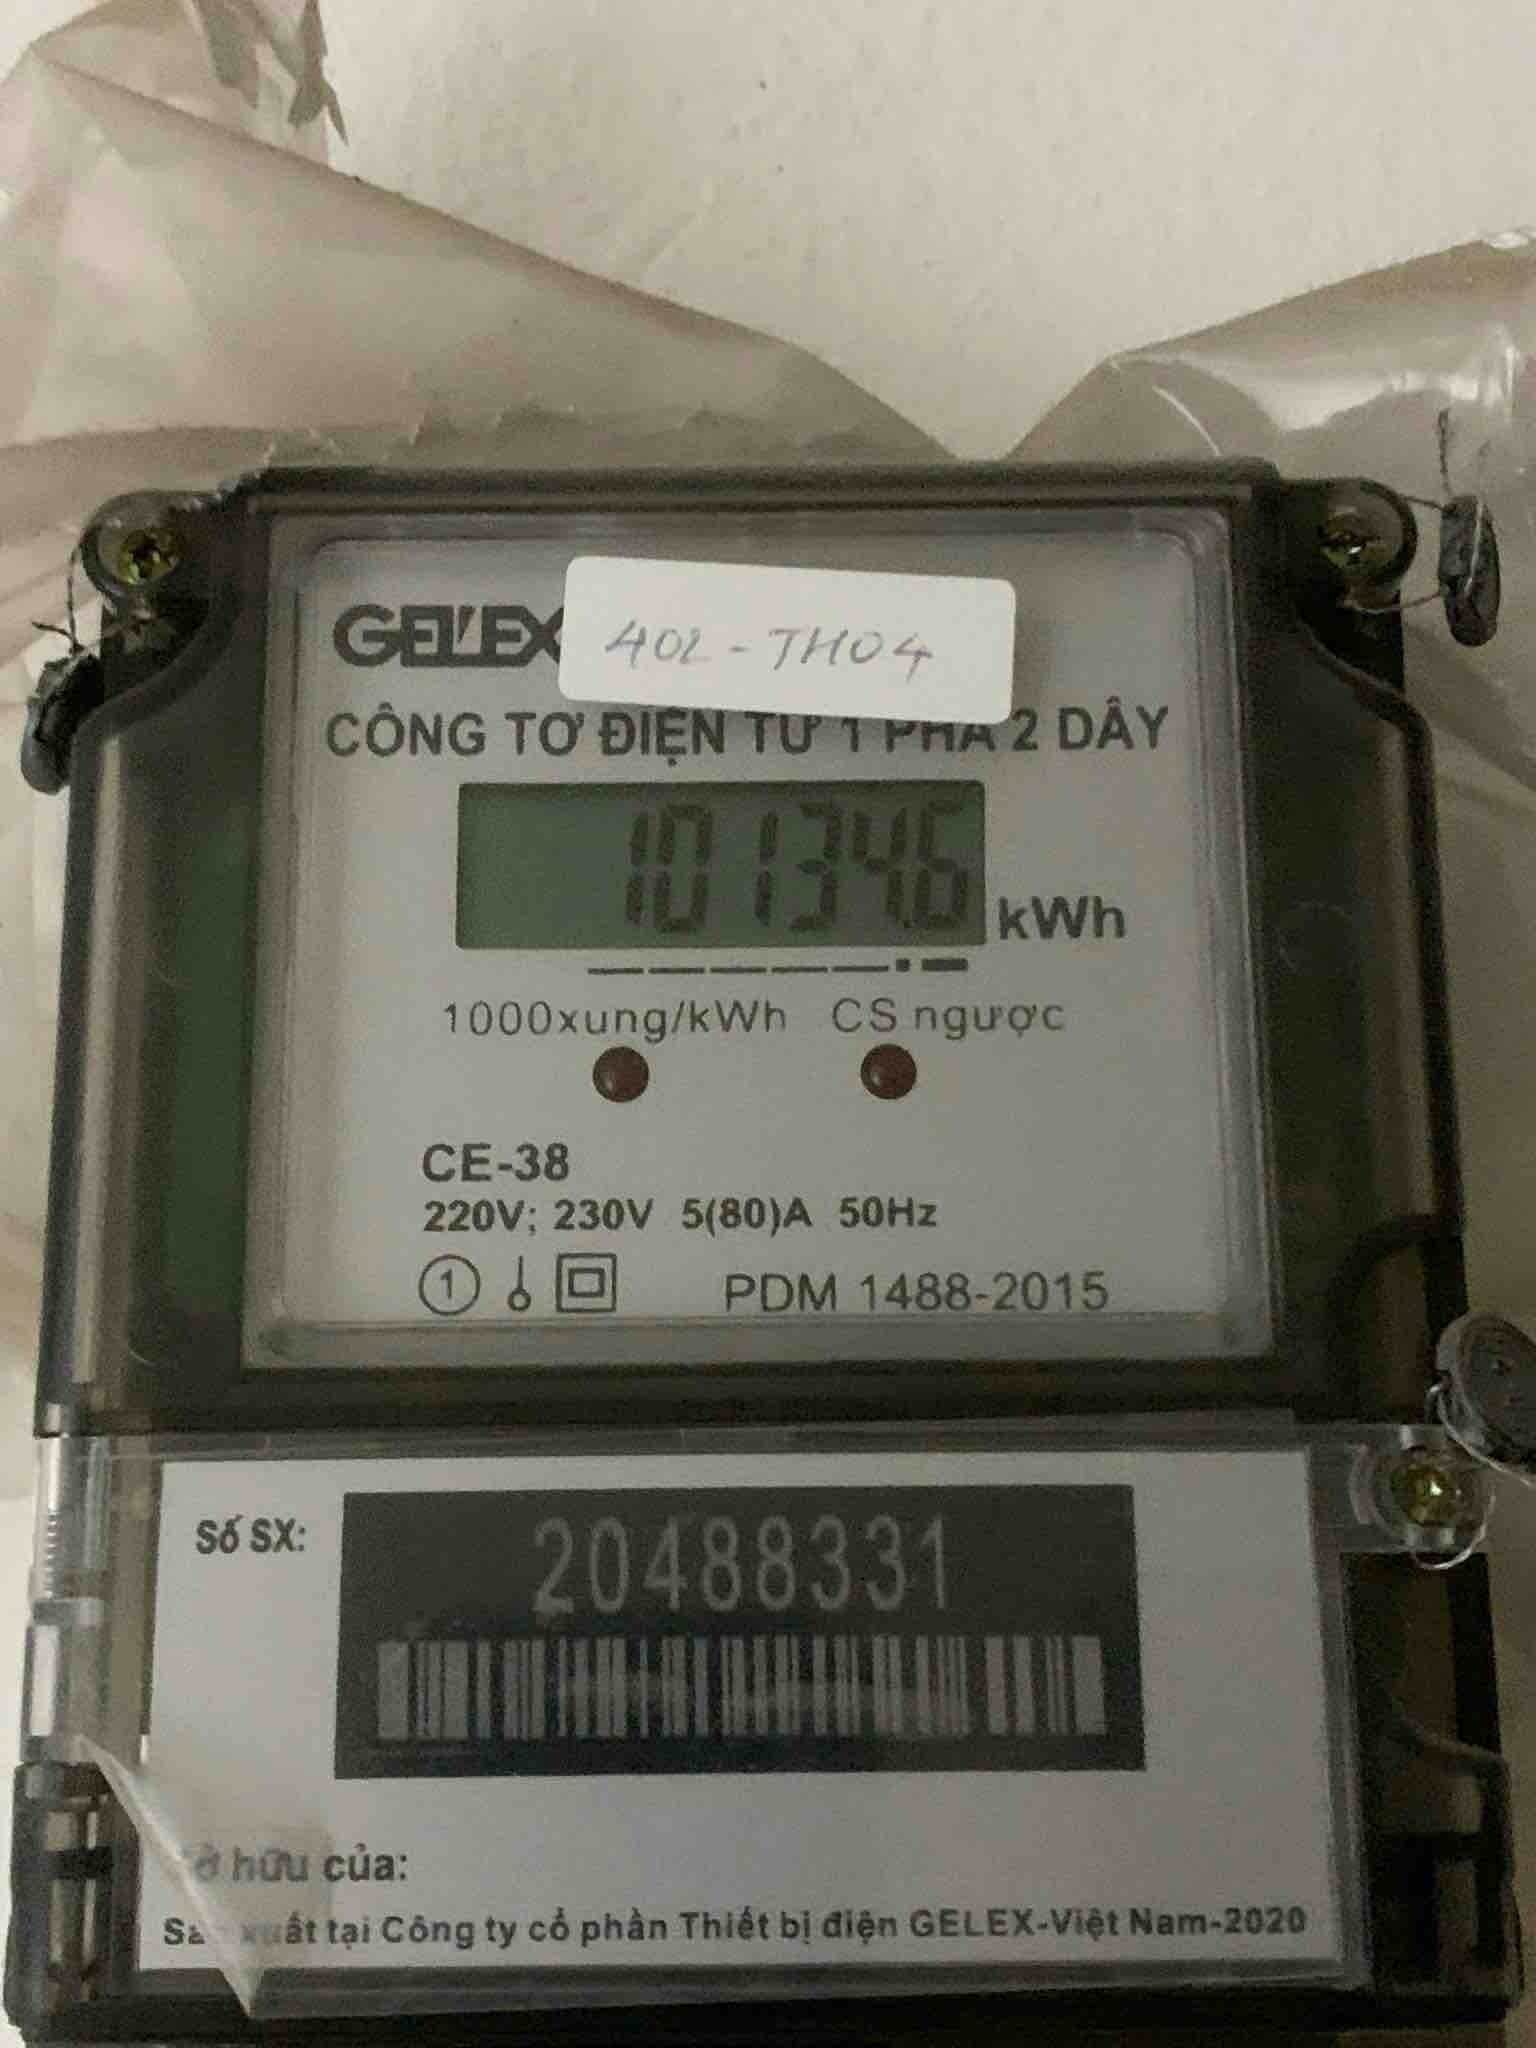 GELEX
402 - TH04
CÔNG TƠ ĐIỆN TỬ 1 PHA 2 DÂY
10134.6 kWh
1000xung/kWh CS ngược
CE-38
220V; 230V 5(80)A 50Hz
1
PDM 1488-2015
Số SX: 20488331
hữu của:
Sản xuất tại Công ty cổ phần Thiết bị điện GELEX-Việt Nam-2020